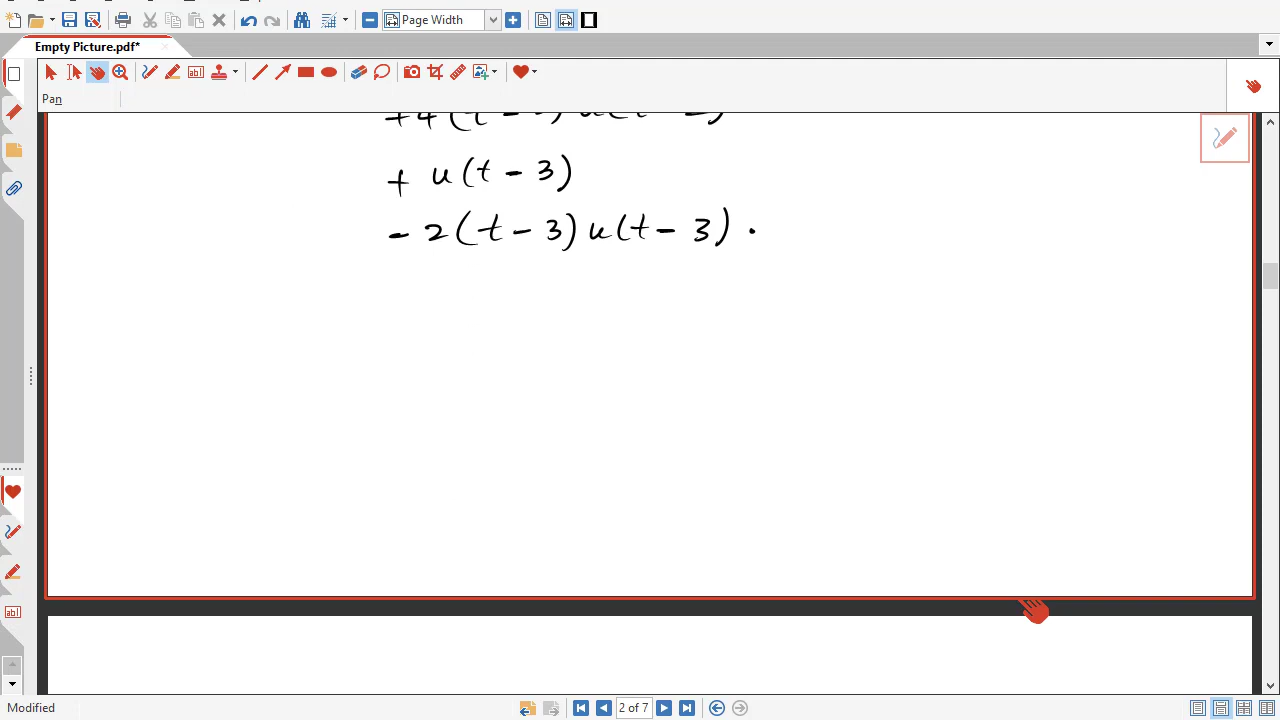 Page Width
Empty Picture.pdf*
Pan
+ u(t - 3)
- 2(t - 3) u(t - 3) .
Modified
2 of 7